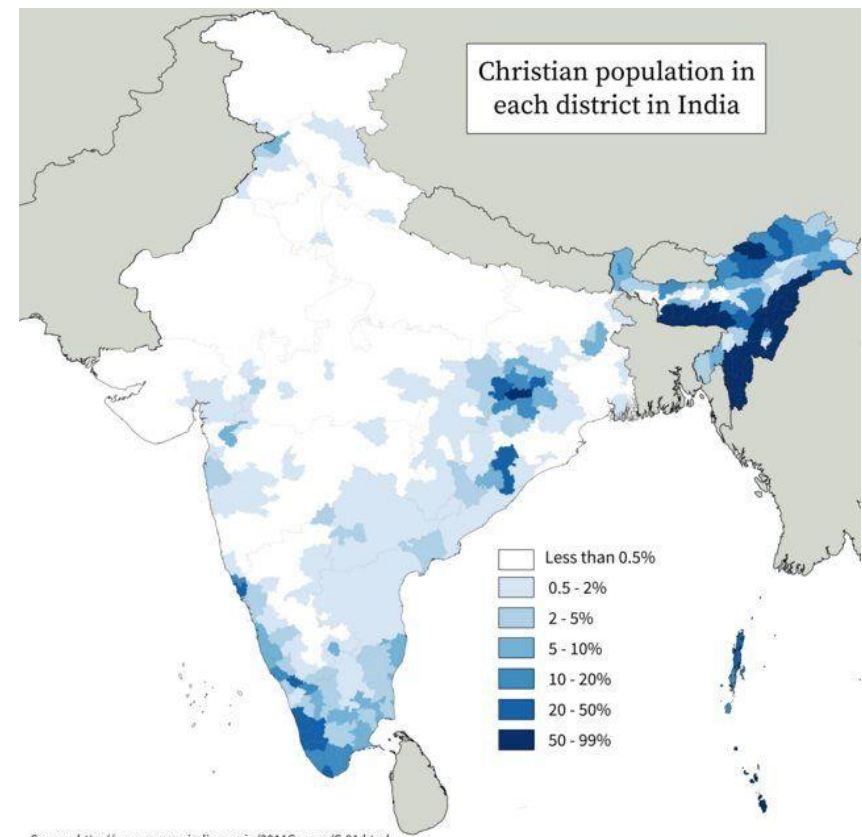 Christian population in
each district in India
Less than 0.5%
0.5 - 2%
2 - 5%
5 - 10%
10 - 20%
20 - 50%
50 - 99%